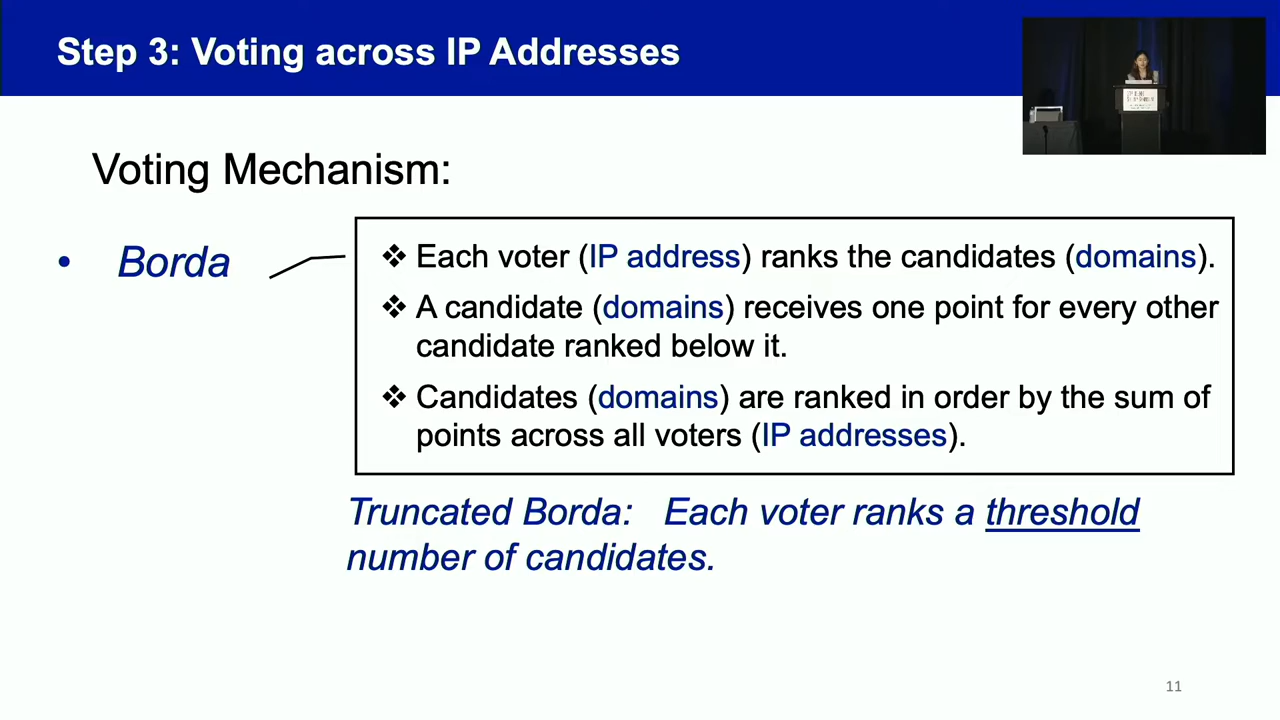 Step 3: Voting across IP Addresses
Voting Mechanism:
• Borda
❖ Each voter (IP address) ranks the candidates (domains).
❖ A candidate (domains) receives one point for every other
candidate ranked below it.
❖ Candidates (domains) are ranked in order by the sum of
points across all voters (IP addresses).
Truncated Borda: Each voter ranks a threshold
number of candidates.
11